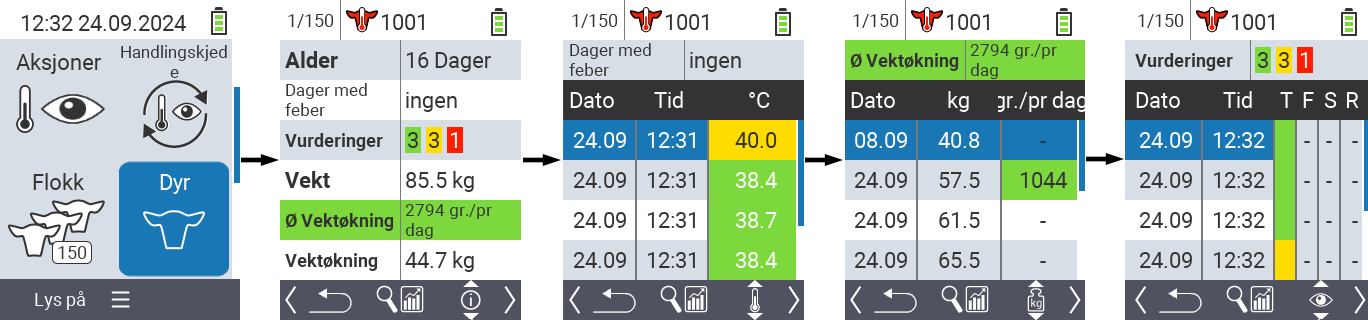 12:32 24.09.2024
Aksjoner
Handlingskjed
e
Flokk
150
Dyr
Lys på
1/150 1001
Alder 16 Dager
Dager med
feber
ingen
Vurderinger 3 3 1
Vekt 85.5 kg
Ø Vektøkning
2794 gr./pr
dag
Vektøkning 44.7 kg
1/150 1001
Dager med
feber
ingen
Dato Tid °C
24.09 12:31 40.0
24.09 12:31 38.4
24.09 12:31 38.7
24.09 12:31 38.4
1/150 1001
Ø Vektøkning
2794 gr./pr
dag
Dato kg gr./pr dag
08.09 40.8 -
24.09 57.5 1044
24.09 61.5 -
24.09 65.5 -
kg
1/150 1001
Vurderinger 3 3 1
Dato Tid T F S R
24.09 12:32 - - -
24.09 12:32 - - -
24.09 12:32 - - -
24.09 12:32 - - -